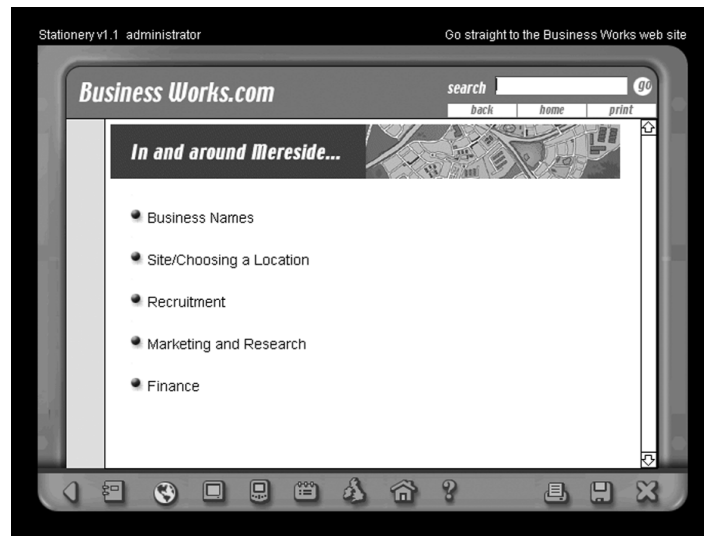 Stationery v1.1 administrator
Go straight to the Business Works web site
Business Works.com
search
go
back home print
In and around Mereside...
Business Names
Site/Choosing a Location
Recruitment
Marketing and Research
Finance